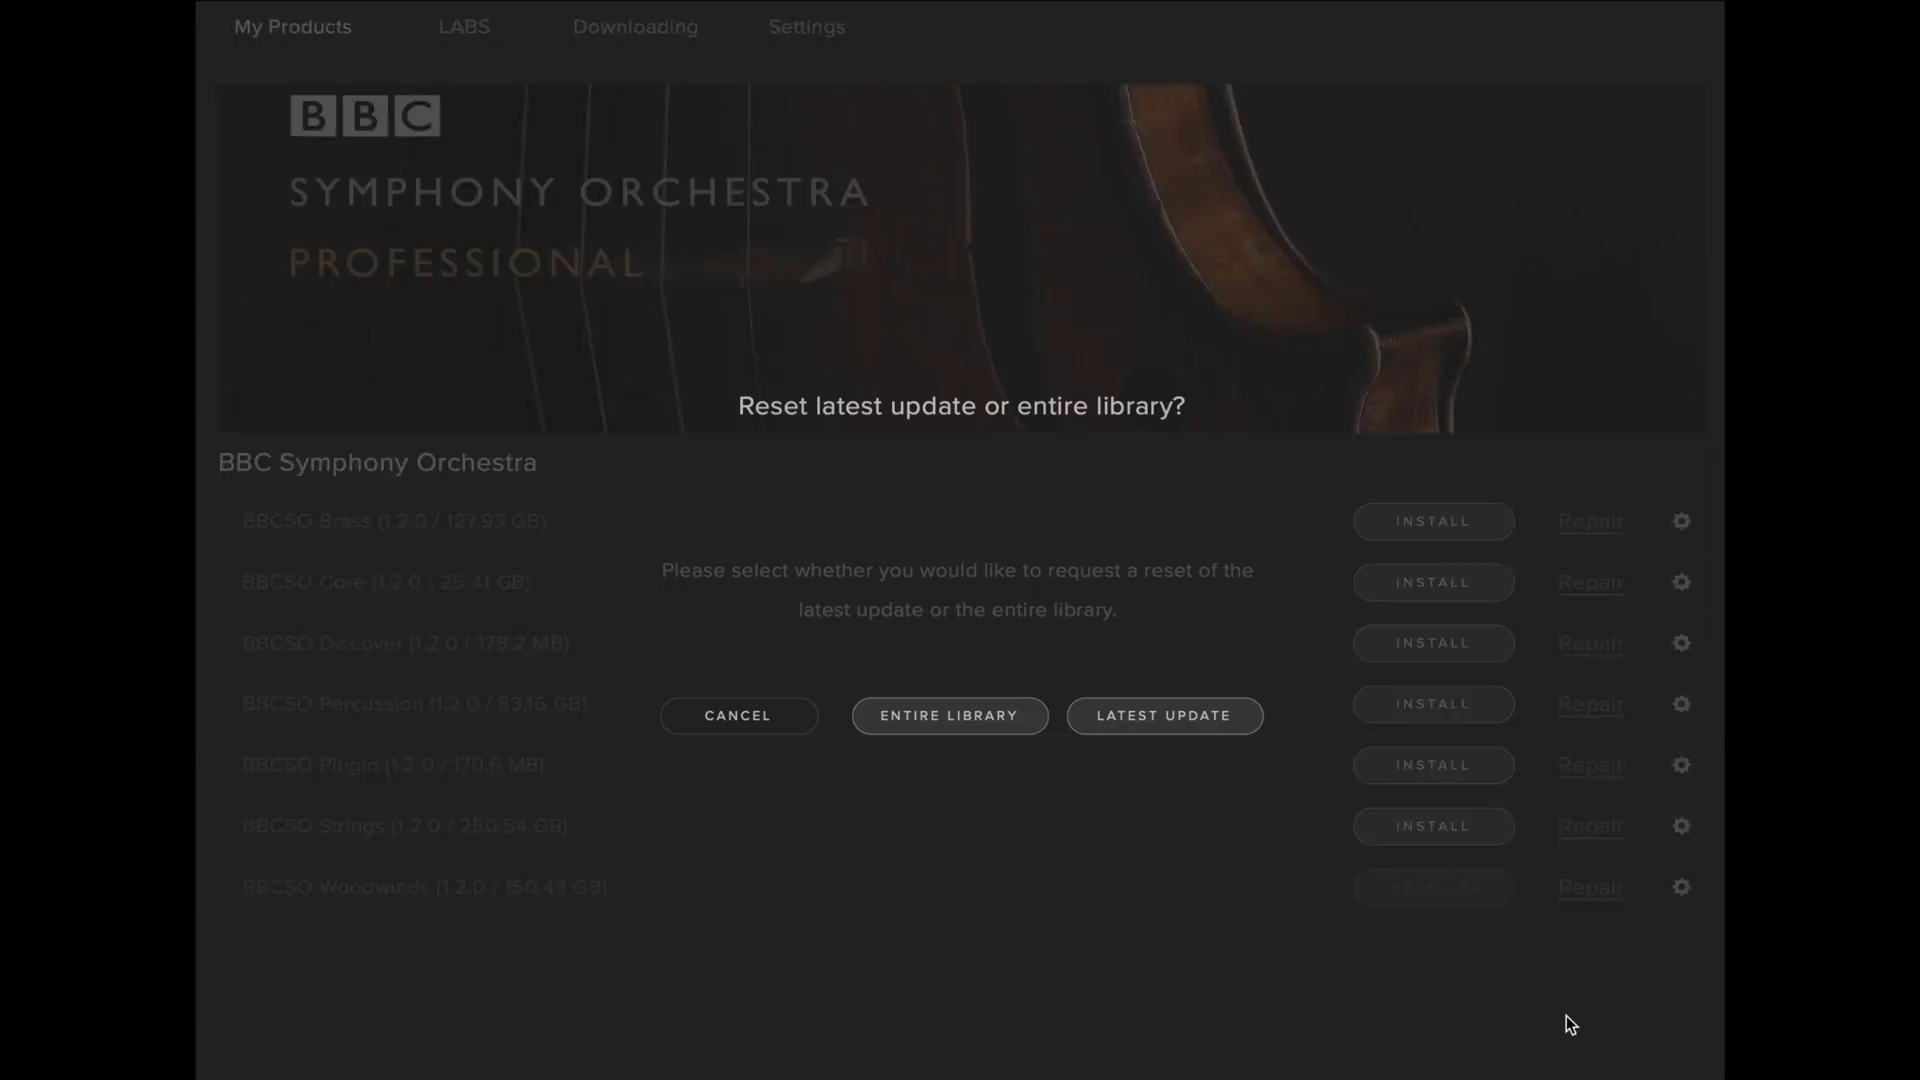 My Products LABS Downloading Settings
BBC
SYMPHONY ORCHESTRA
PROFESSIONAL
Reset latest update or entire library?
BBC Symphony Orchestra
BBCSO Brass (1.2.0 / 127.93 GB) INSTALL Repair
Please select whether you would like to request a reset of the
BBCSO Core (1.2.0 / 25.41 GB) INSTALL Repair
latest update or the entire library.
BBCSO Discover (1.2.0 / 178.2 MB) INSTALL Repair
BBCSO Percussion (1.2.0 / 83.16 GB) INSTALL Repair
CANCEL ENTIRE LIBRARY LATEST UPDATE
BBCSO Plugin (1.2.0 / 170.6 MB) INSTALL Repair
BBCSO Strings (1.2.0 / 250.54 GB) INSTALL Repair
BBCSO Woodwinds (1.2.0 / 150.43 GB) Repair